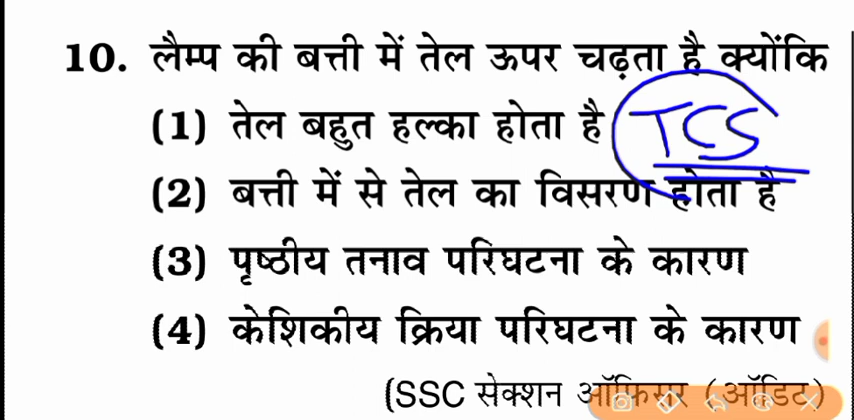 10. लैम्प की बत्ती में तेल ऊपर चढ़ता है क्योंकि
(1) तेल बहुत हल्का होता है TCS
(2) बत्ती में से तेल का विसरण होता है
(3) पृष्ठीय तनाव परिघटना के कारण
(4) केशिकीय क्रिया परिघटना के कारण
(SSC सेक्शन ऑफिसर (ऑडिट)